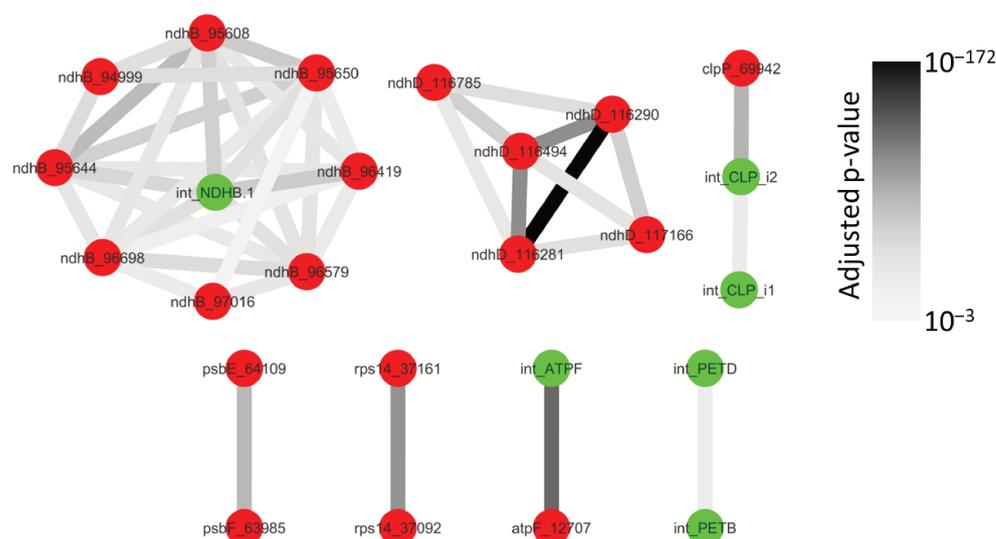 ndhB_95608
ndhB_94999
ndhB_95650
ndhB_95644
int_NDHB.1
ndhB_96419
ndhB_96698
ndhB_96579
ndhB_97016
ndhD_116785
ndhD_116290
ndhD_116494
ndhD_117166
ndhD_116281
clpP_69942
int_CLP_i2
int_CLP_i1
Adjusted p-value
10–172
10–3
psbE_64109
rps14_37161
int_ATPF
int_PETD
psbF_63985
rps14_37092
atpF_12707
int_PETB